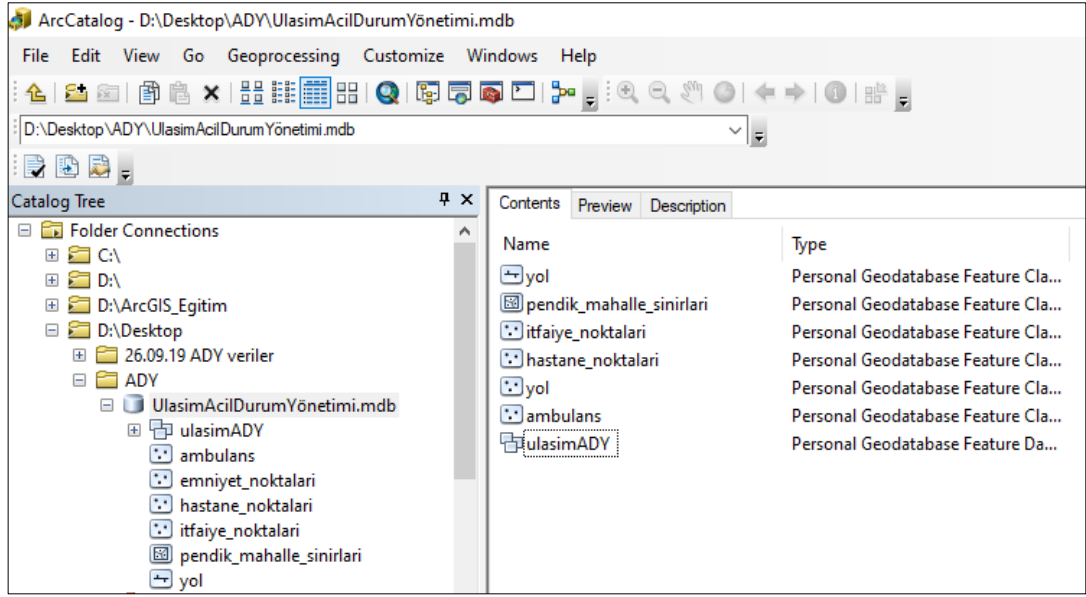 ArcCatalog - D:\Desktop\ADY\UlasimAcilDurumYönetimi.mdb
File Edit View Go Geoprocessing Customize Windows Help
D:\Desktop\ADY\UlasimAcilDurumYönetimi.mdb
Catalog Tree
Folder Connections
C:\
D:\
D:\ArcGIS_Egitim
D:\Desktop
26.09.19 ADY veriler
ADY
UlasimAcilDurumYönetimi.mdb
ulasimADY
ambulans
emniyet_noktalari
hastane_noktalari
itfaiye_noktalari
pendik_mahalle_sinirlari
yol
Contents Preview Description
Name Type
yol Personal Geodatabase Feature Cla...
pendik_mahalle_sinirlari Personal Geodatabase Feature Cla...
itfaiye_noktalari Personal Geodatabase Feature Cla...
hastane_noktalari Personal Geodatabase Feature Cla...
yol Personal Geodatabase Feature Cla...
ambulans Personal Geodatabase Feature Cla...
ulasimADY Personal Geodatabase Feature Da...